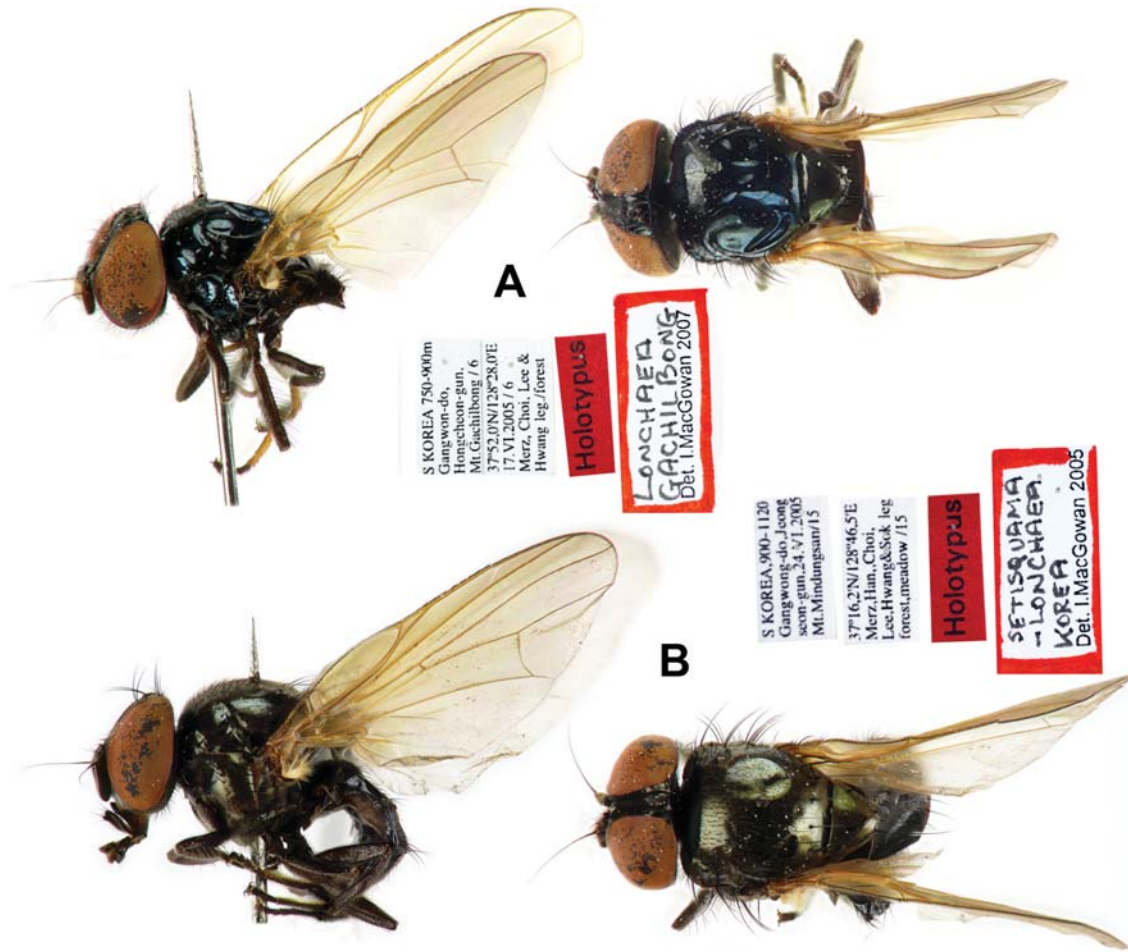 A
S KOREA 750-900m
Gangwon-do,
Hongcheon-gun,
Mt.Gachilbong / 6
37°52,0'N/128°28,0'E
17.VI.2005 / 6
Merz, Choi, Lee &
Hwang leg./forest
Holotypus
LONCHAEA
GACHILBONG
Det. I.MacGowan 2007
S KOREA,900-1120
Gangwong-do,Jeong
seon-gun,24.VI.2005
Mt.Mindungsan/15
37°16,2'N/128°46,5'E
Merz,Han,,Choi,
Lee,Hwang&Suk leg
forest,meadow /15
Holotypus
SETISQUAMA
-LONCHAEA
KOREA
Det. I.MacGowan 2005
B